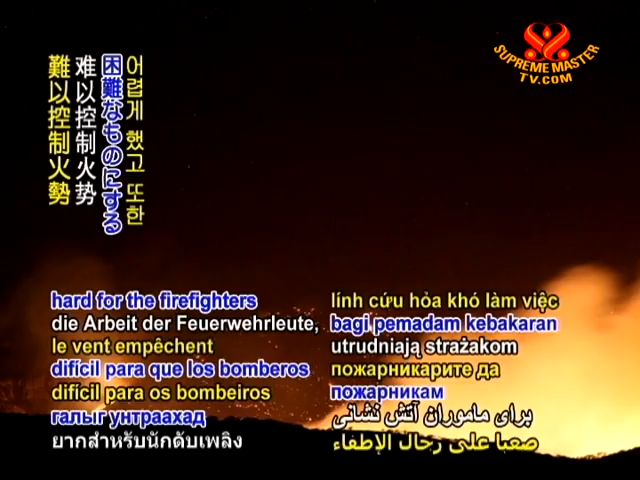 SUPREME MASTER
TV.COM
어렵게 했고 또한
困難なものにする
难以控制火势
難以控制火勢
hard for the firefighters
die Arbeit der Feuerwehrleute,
le vent empêchent
difícil para que los bomberos
difícil para os bombeiros
галыг унтраахад
ยากสำหรับนักดับเพลิง
lính cứu hỏa khó làm việc
bagi pemadam kebakaran
utrudniają strażakom
пожарникарите да
пожарникам
برای ماموران آتش نشانی
صعبا على رجال الإطفاء